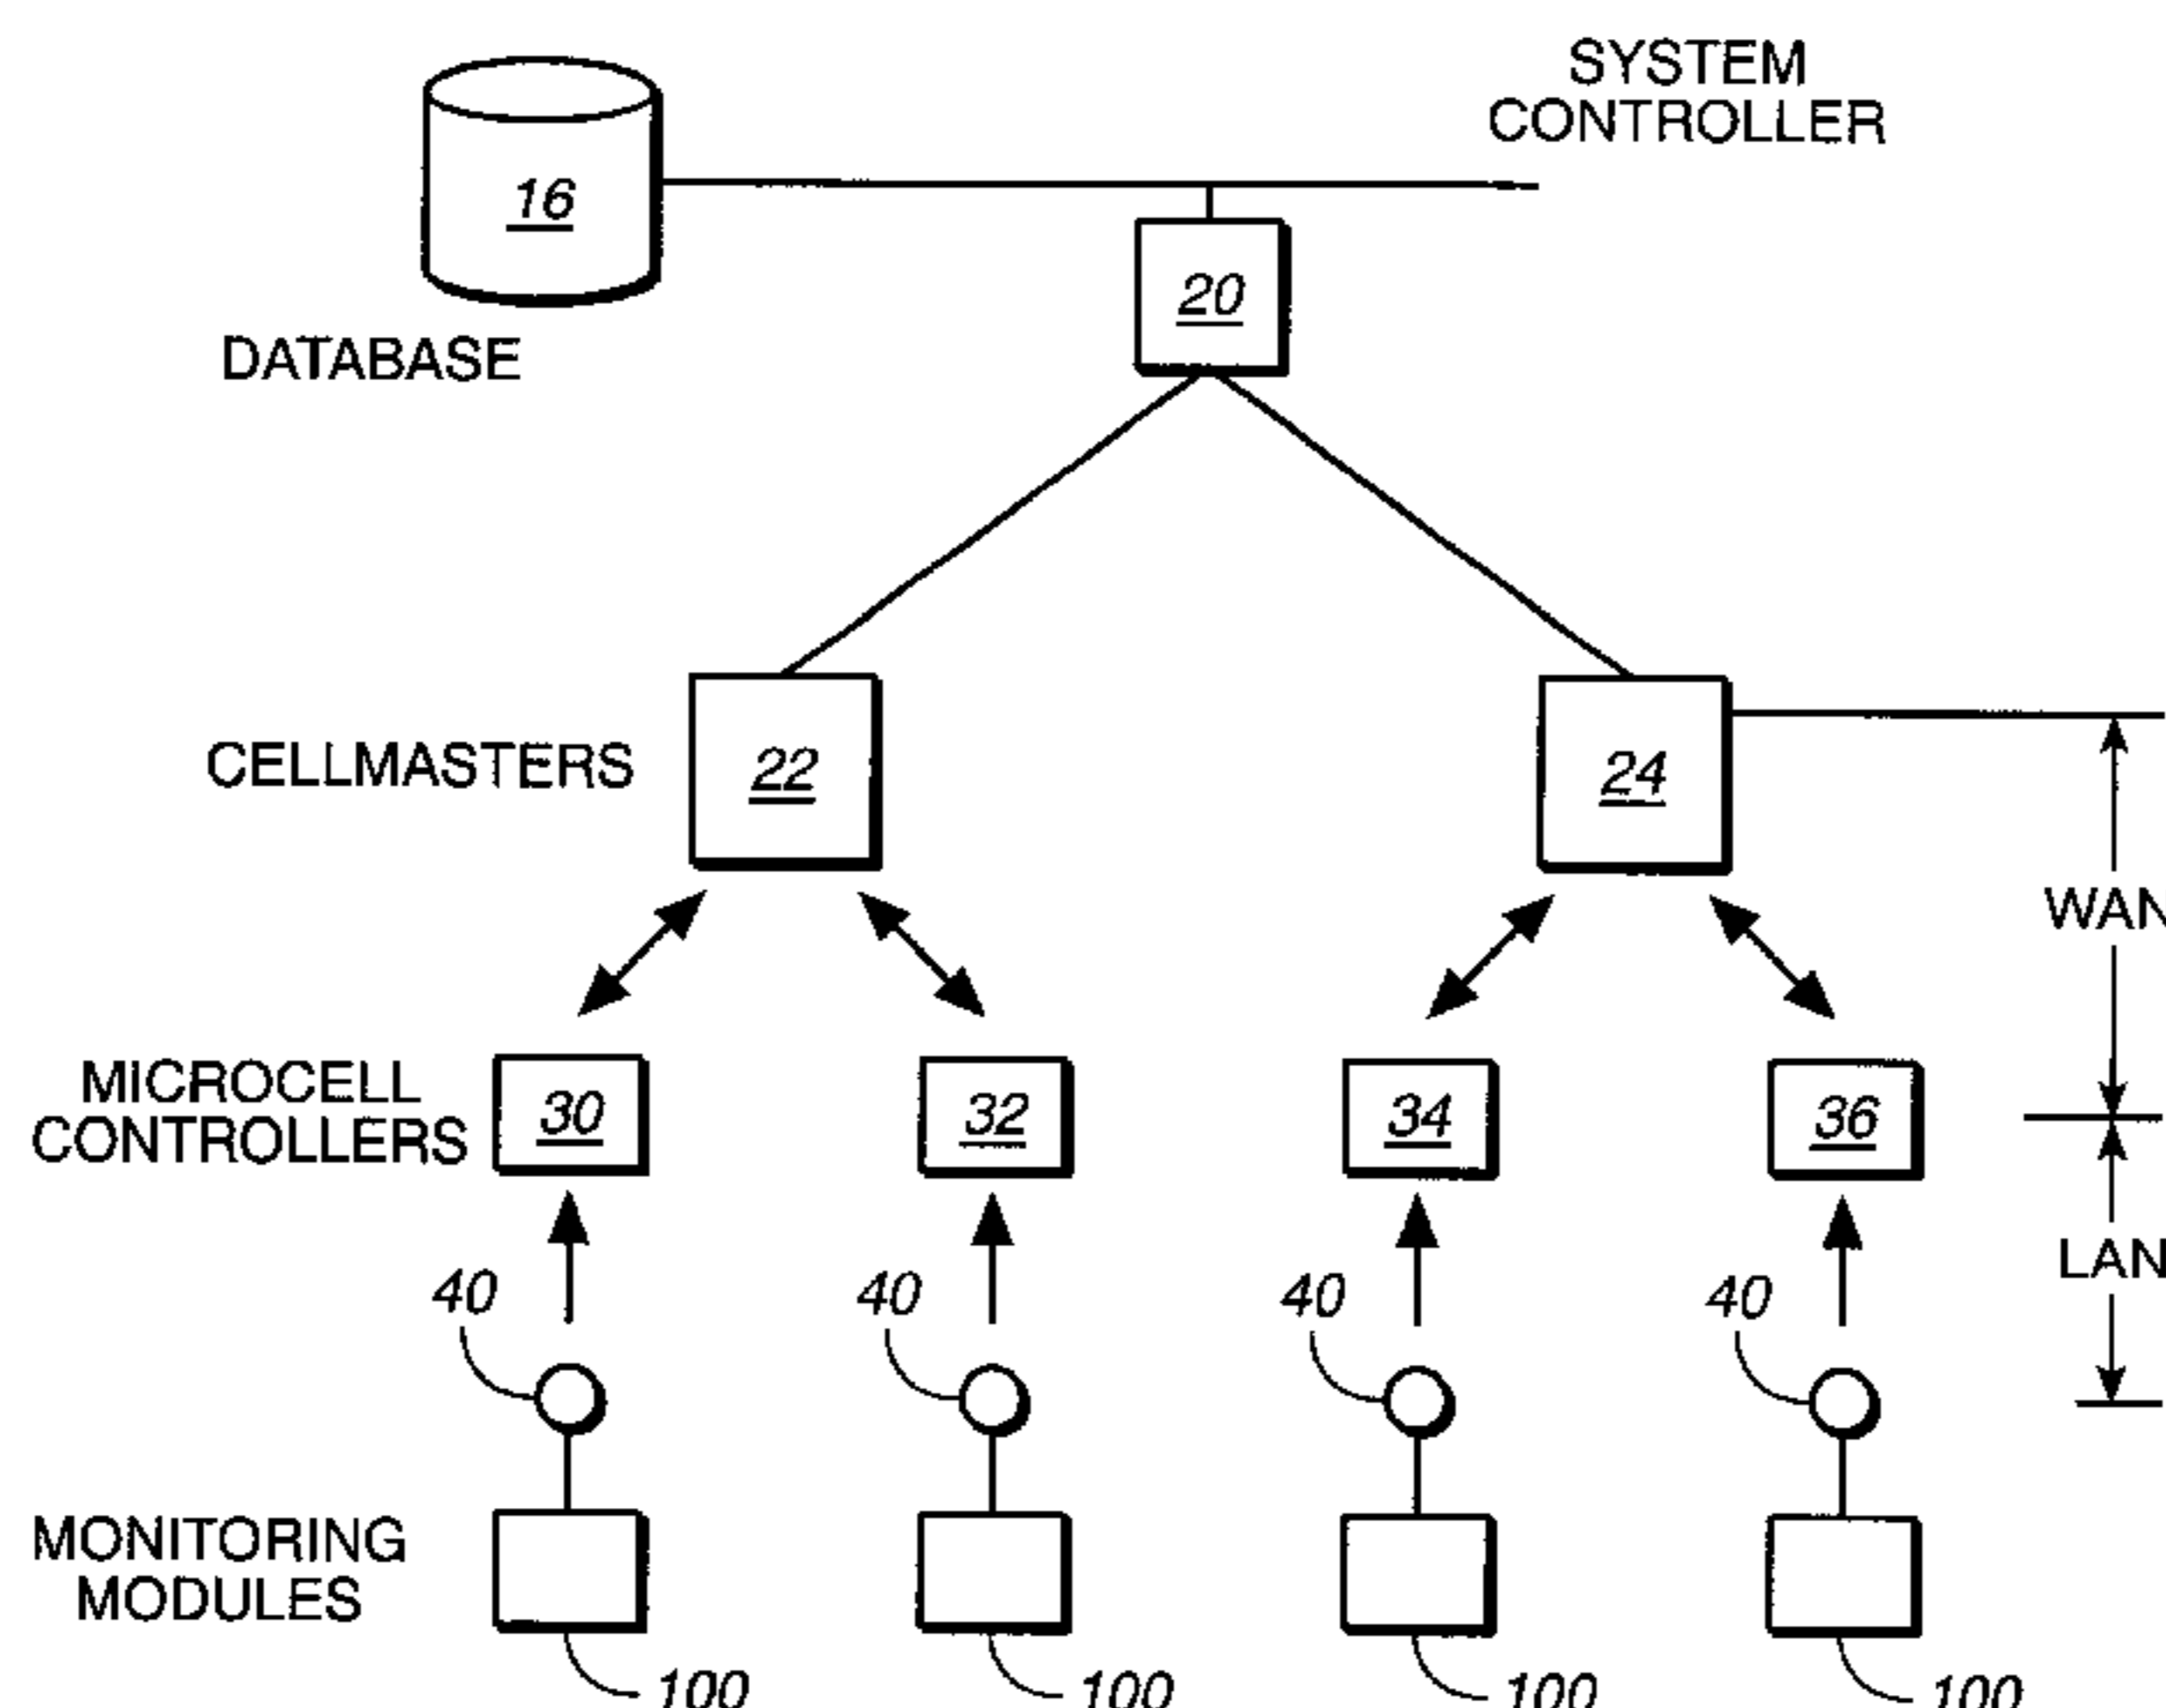 SYSTEM
CONTROLLER
16
20
DATABASE
CELLMASTERS
22
24
WAN
MICROCELL
CONTROLLERS
30
32
34
36
LAN
40
40
40
40
MONITORING
MODULES
100
100
100
100